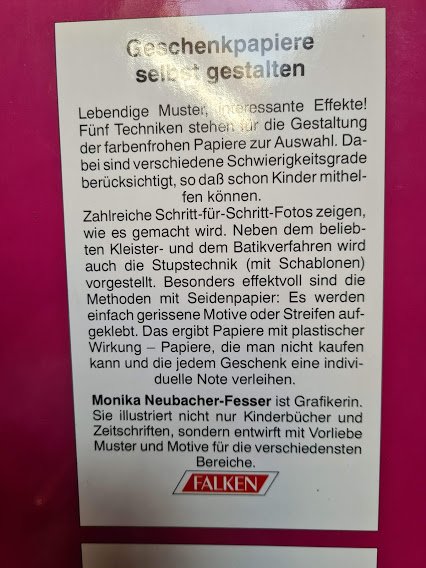 Geschenkpapiere
selbst gestalten
Lebendige Muster, interessante Effekte!
Fünf Techniken stehen für die Gestaltung
der farbenfrohen Papiere zur Auswahl. Da-
bei sind verschiedene Schwierigkeitsgrade
berücksichtigt, so daß schon Kinder mithel-
fen können.
Zahlreiche Schritt-für-Schritt-Fotos zeigen,
wie es gemacht wird. Neben dem belieb-
ten Kleister- und dem Batikverfahren wird
auch die Stupstechnik (mit Schablonen)
vorgestellt. Besonders effektvoll sind die
Methoden mit Seidenpapier: Es werden
einfach gerissene Motive oder Streifen auf-
geklebt. Das ergibt Papiere mit plastischer
Wirkung – Papiere, die man nicht kaufen
kann und die jedem Geschenk eine indivi-
duelle Note verleihen.
Monika Neubacher-Fesser ist Grafikerin.
Sie illustriert nicht nur Kinderbücher und
Zeitschriften, sondern entwirft mit Vorliebe
Muster und Motive für die verschiedensten
Bereiche.
FALKEN